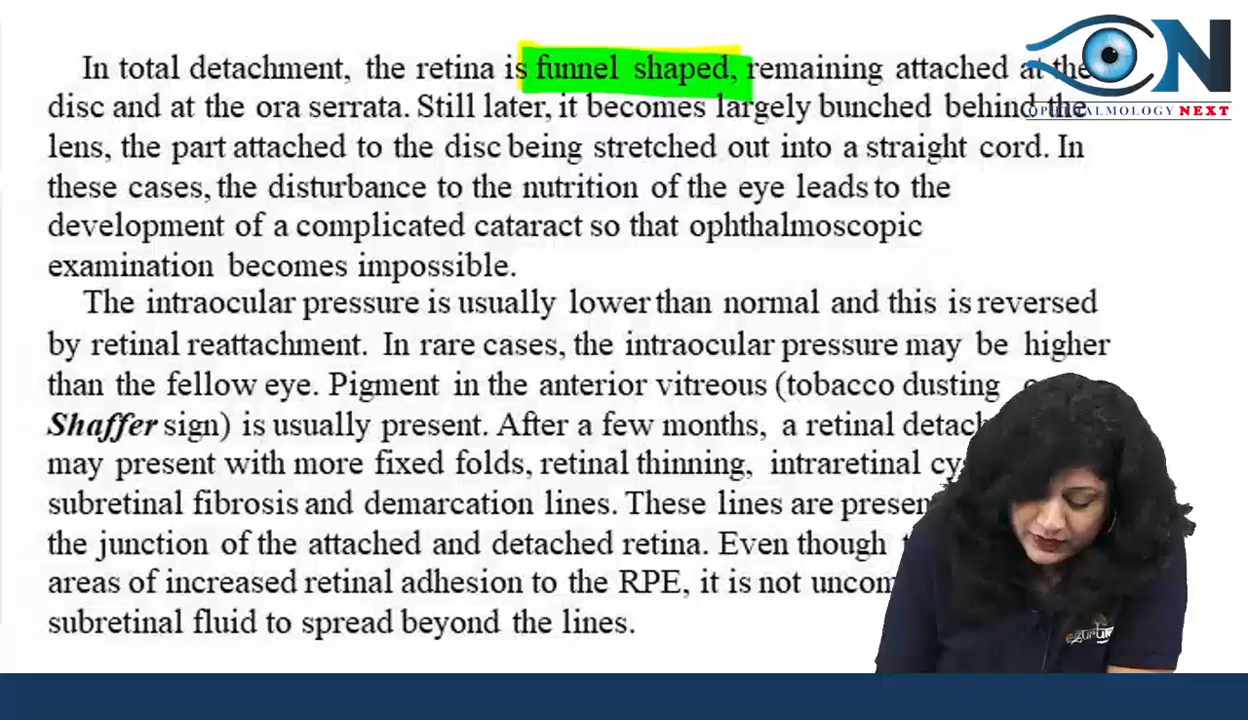 In total detachment, the retina is funnel shaped, remaining attached at the
disc and at the ora serrata. Still later, it becomes largely bunched behind the
lens, the part attached to the disc being stretched out into a straight cord. In
these cases, the disturbance to the nutrition of the eye leads to the
development of a complicated cataract so that ophthalmoscopic
examination becomes impossible.
The intraocular pressure is usually lower than normal and this is reversed
by retinal reattachment. In rare cases, the intraocular pressure may be higher
than the fellow eye. Pigment in the anterior vitreous (tobacco dusting
Shaffer sign) is usually present. After a few months, a retinal
may present with more fixed folds, retinal thinning, intraretinal
subretinal fibrosis and demarcation lines. These lines are
the junction of the attached and detached retina. Even though
areas of increased retinal adhesion to the RPE, it is not
subretinal fluid to spread beyond the lines.
ON
OPHTHALMOLOGY NEXT